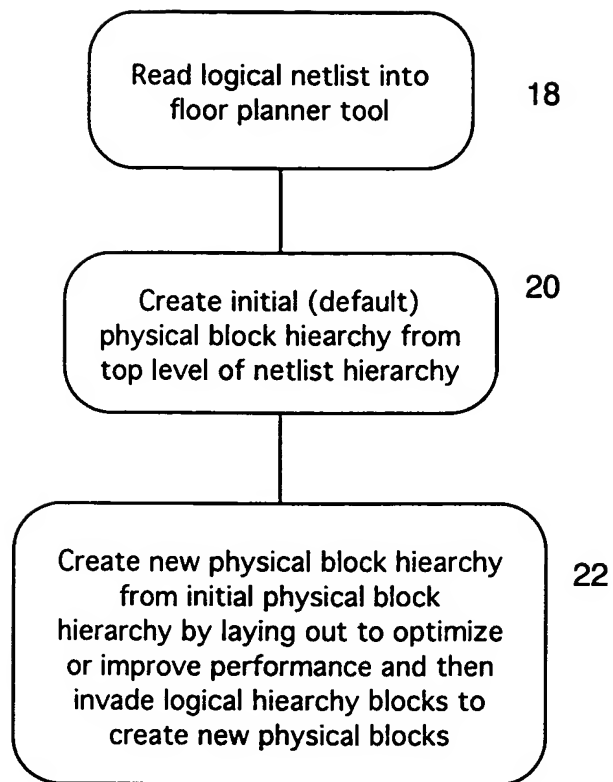 Read logical netlist into
floor planner tool
18
Create initial (default)
physical block hiearchy from
top level of netlist hierarchy
20
Create new physical block hiearchy
from initial physical block
hierarchy by laying out to optimize
or improve performance and then
invade logical hiearchy blocks to
create new physical blocks
22